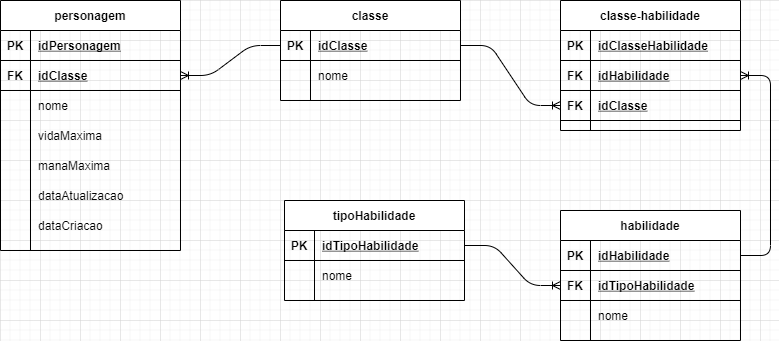 personagem
PK idPersonagem
FK idClasse
nome
vidaMaxima
manaMaxima
dataAtualizacao
dataCriacao
classe
PK idClasse
nome
classe-habilidade
PK idClasseHabilidade
FK idHabilidade
FK idClasse
tipoHabilidade
PK idTipoHabilidade
nome
habilidade
PK idHabilidade
FK idTipoHabilidade
nome